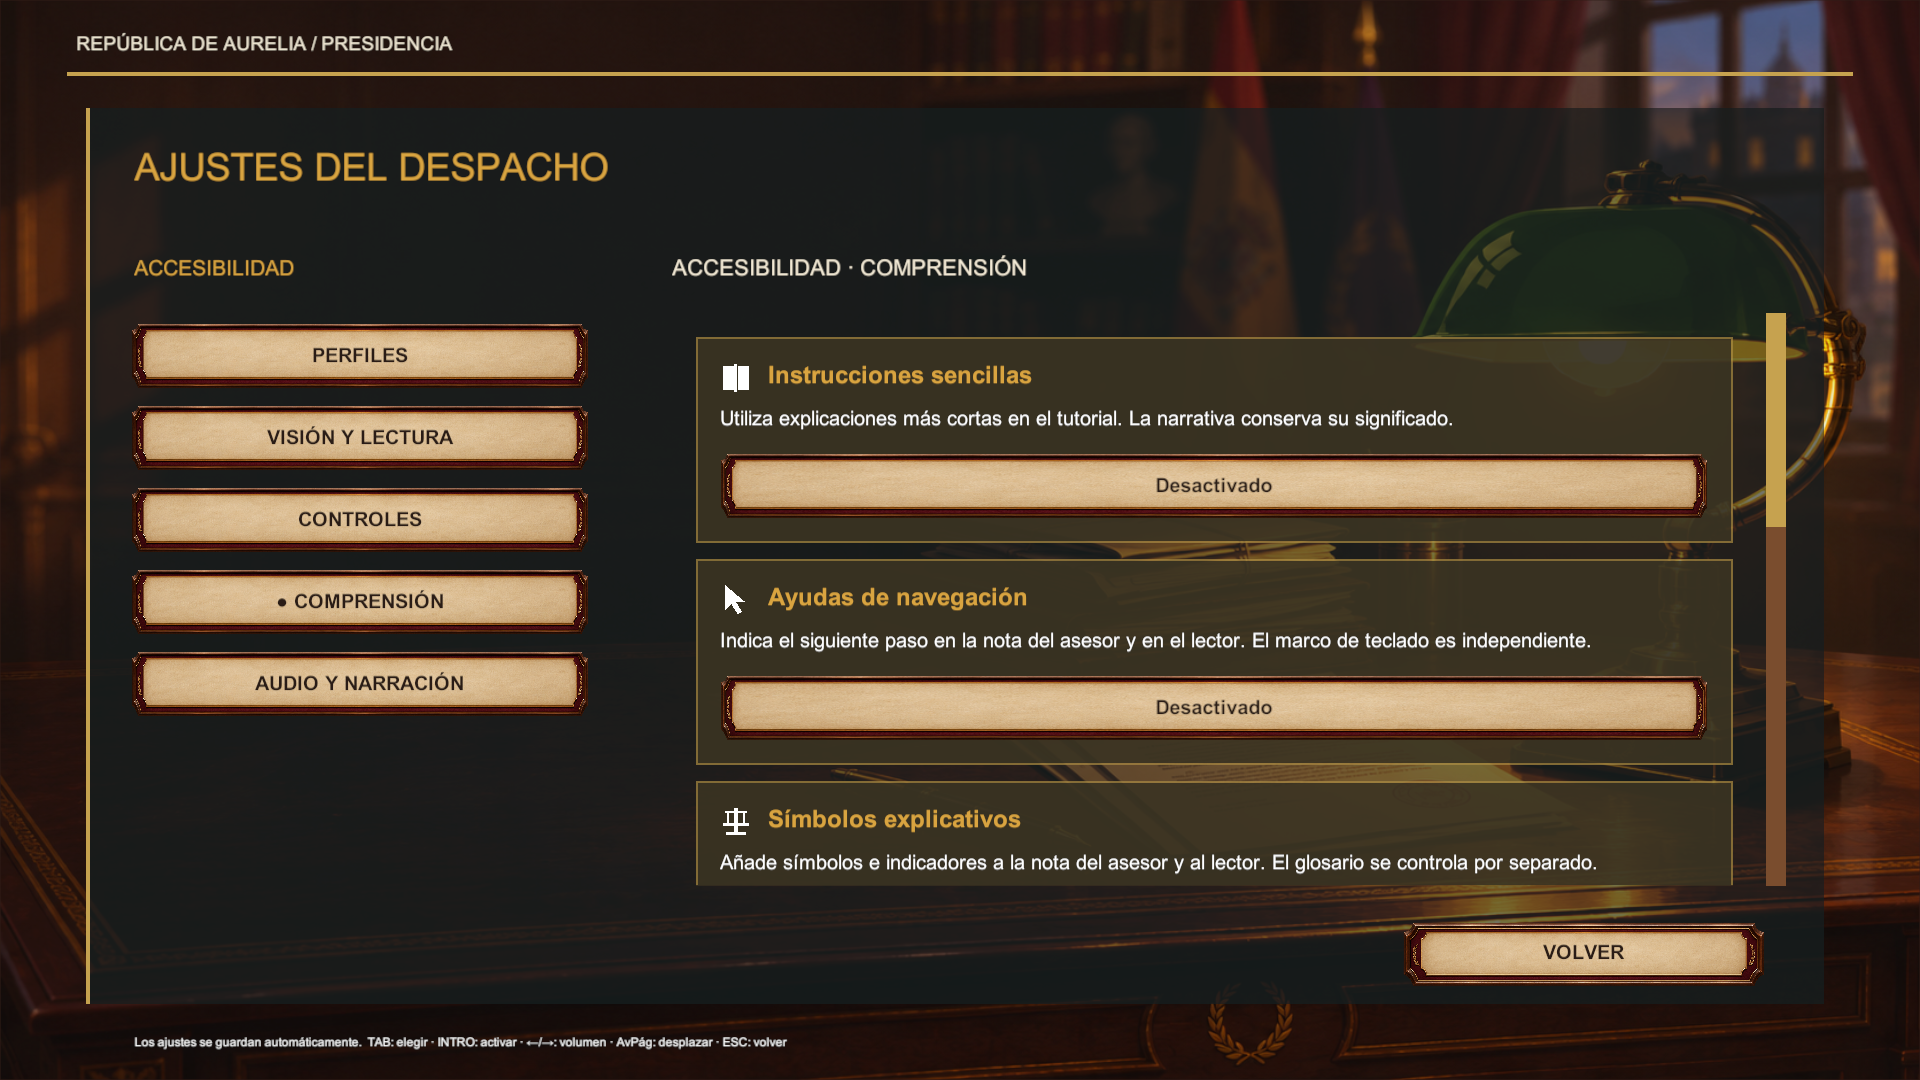 REPÚBLICA DE AURELIA / PRESIDENCIA
AJUSTES DEL DESPACHO
ACCESIBILIDAD
PERFILES
VISIÓN Y LECTURA
CONTROLES
● COMPRENSIÓN
AUDIO Y NARRACIÓN
ACCESIBILIDAD · COMPRENSIÓN
Instrucciones sencillas
Utiliza explicaciones más cortas en el tutorial. La narrativa conserva su significado.
Desactivado
Ayudas de navegación
Indica el siguiente paso en la nota del asesor y en el lector. El marco de teclado es independiente.
Desactivado
Símbolos explicativos
Añade símbolos e indicadores a la nota del asesor y al lector. El glosario se controla por separado.
VOLVER
Los ajustes se guardan automáticamente. TAB: elegir · INTRO: activar · ←/→: volumen · AvPág: desplazar · ESC: volver